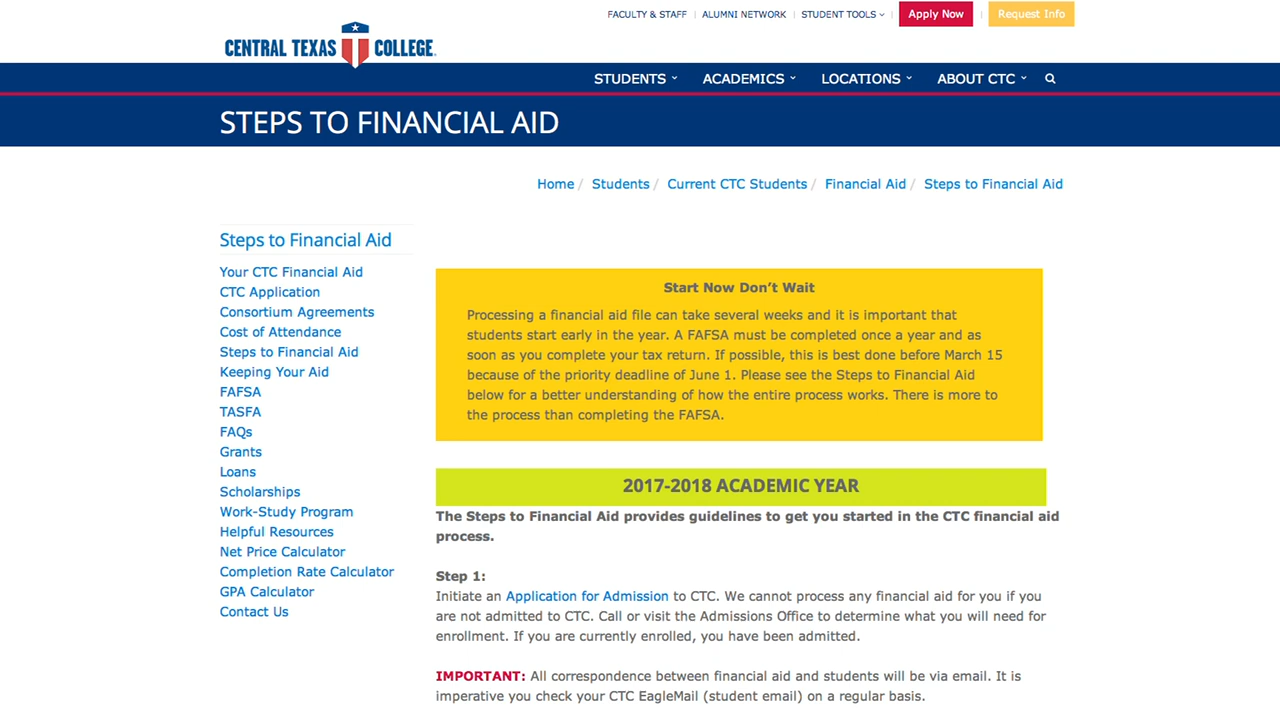 FACULTY & STAFF ALUMNI NETWORK STUDENT TOOLS Apply Now Request Info
CENTRAL TEXAS COLLEGE
STUDENTS ACADEMICS LOCATIONS ABOUT CTC
STEPS TO FINANCIAL AID
Home / Students / Current CTC Students / Financial Aid / Steps to Financial Aid
Steps to Financial Aid
Your CTC Financial Aid
CTC Application
Consortium Agreements
Cost of Attendance
Steps to Financial Aid
Keeping Your Aid
FAFSA
TASFA
FAQs
Grants
Loans
Scholarships
Work-Study Program
Helpful Resources
Net Price Calculator
Completion Rate Calculator
GPA Calculator
Contact Us
Start Now Don’t Wait
Processing a financial aid file can take several weeks and it is important that
students start early in the year. A FAFSA must be completed once a year and as
soon as you complete your tax return. If possible, this is best done before March 15
because of the priority deadline of June 1. Please see the Steps to Financial Aid
below for a better understanding of how the entire process works. There is more to
the process than completing the FAFSA.
2017-2018 ACADEMIC YEAR
The Steps to Financial Aid provides guidelines to get you started in the CTC financial aid
process.
Step 1:
Initiate an Application for Admission to CTC. We cannot process any financial aid for you if you
are not admitted to CTC. Call or visit the Admissions Office to determine what you will need for
enrollment. If you are currently enrolled, you have been admitted.
IMPORTANT: All correspondence between financial aid and students will be via email. It is
imperative you check your CTC EagleMail (student email) on a regular basis.